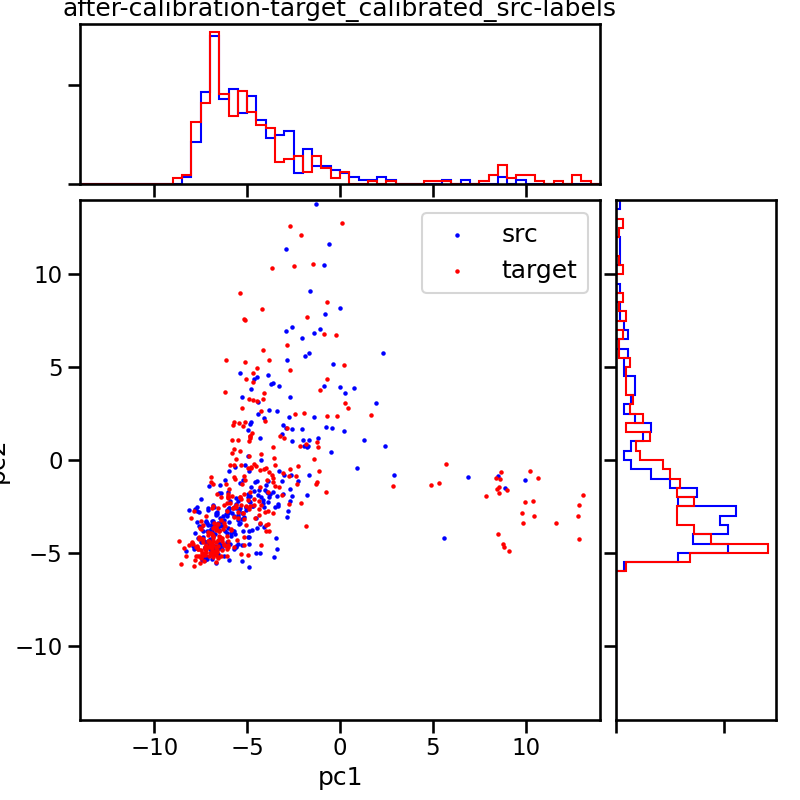 after-calibration-target_calibrated_src-labels
src
target
10
5
0
−5
−10
pc2
−10
−5
0
5
10
pc1